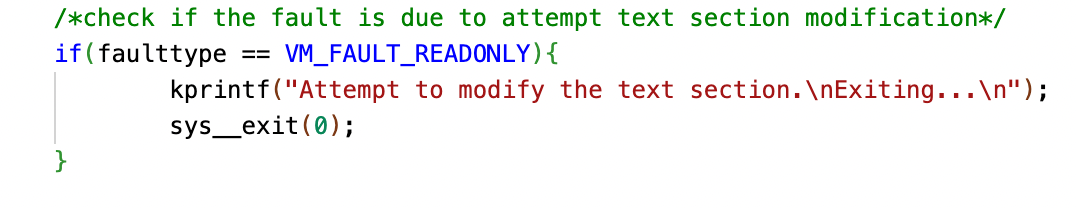 /*check if the fault is due to attempt text section modification*/
if(faulttype == VM_FAULT_READONLY){
kprintf("Attempt to modify the text section.\nExiting...\n");
sys__exit(0);
}